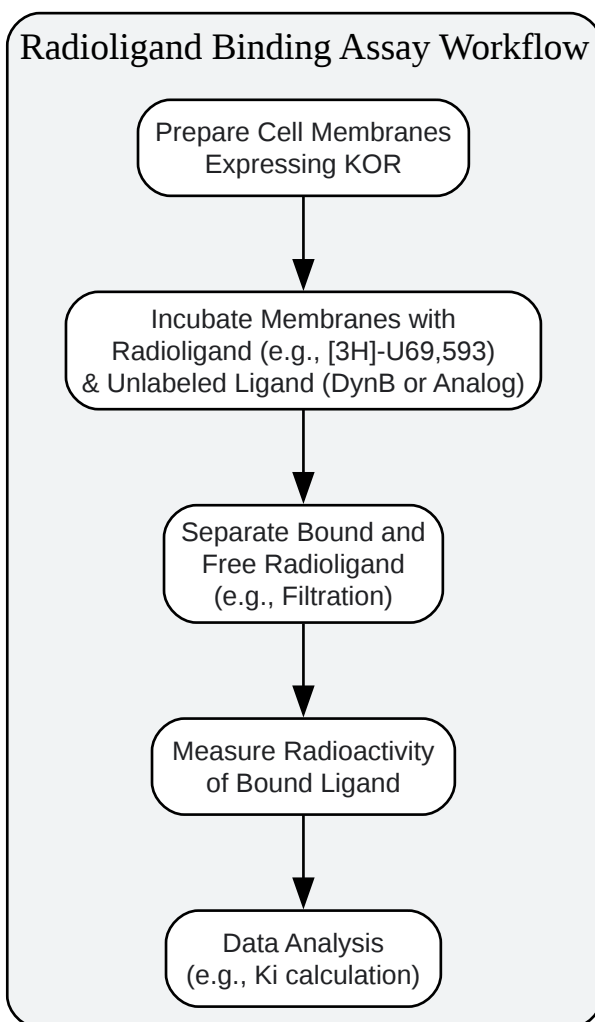 Radioligand Binding Assay Workflow
Prepare Cell Membranes
Expressing KOR
Incubate Membranes with
Radioligand (e.g., [3H]-U69,593)
& Unlabeled Ligand (DynB or Analog)
Separate Bound and
Free Radioligand
(e.g., Filtration)
Measure Radioactivity
of Bound Ligand
Data Analysis
(e.g., Ki calculation)